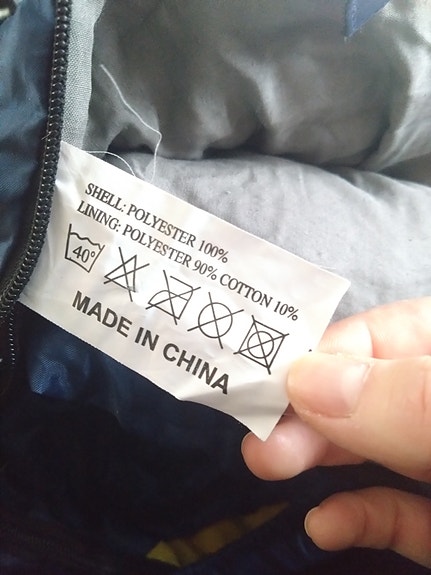 SHELL: POLYESTER 100%
LINING: POLYESTER 90% COTTON 10%
40°
MADE IN CHINA